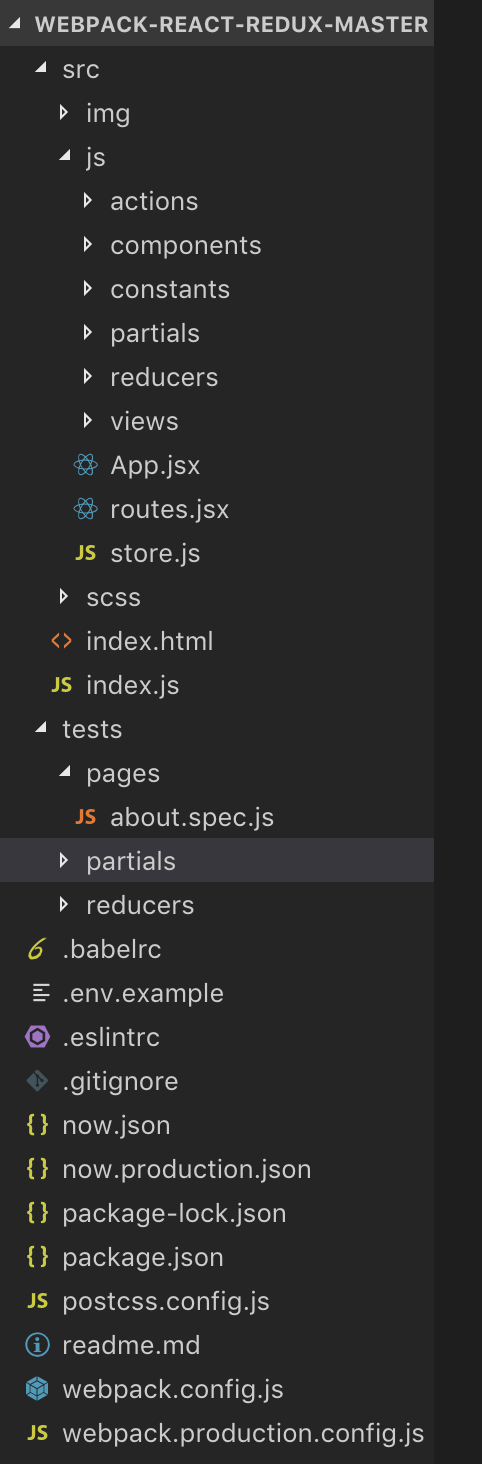 WEBPACK-REACT-REDUX-MASTER
src
img
js
actions
components
constants
partials
reducers
views
App.jsx
routes.jsx
JS store.js
scss
<> index.html
JS index.js
tests
pages
JS about.spec.js
partials
reducers
6 .babelrc
.env.example
.eslintrc
.gitignore
{ } now.json
{ } now.production.json
{ } package-lock.json
{ } package.json
JS postcss.config.js
i readme.md
webpack.config.js
JS webpack.production.config.js